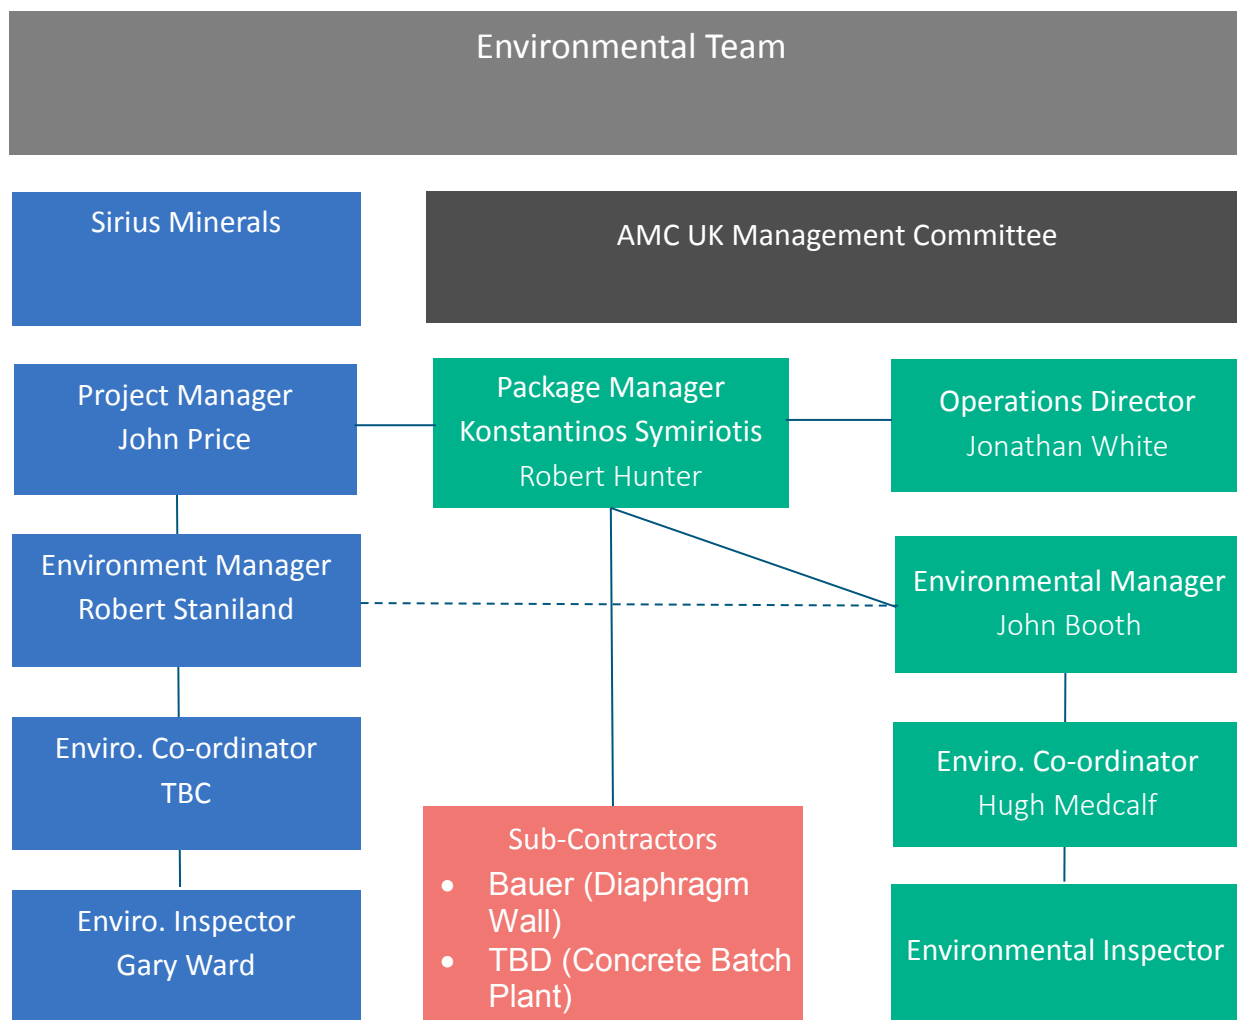 Environmental Team
Sirius Minerals
AMC UK Management Committee
Project Manager
John Price
Package Manager
Konstantinos Symiriotis
Robert Hunter
Operations Director
Jonathan White
Environment Manager
Robert Staniland
Environmental Manager
John Booth
Enviro. Co-ordinator
TBC
Enviro. Co-ordinator
Hugh Medcalf
Sub-Contractors
• Bauer (Diaphragm
Wall)
• TBD (Concrete Batch
Plant)
Enviro. Inspector
Gary Ward
Environmental Inspector